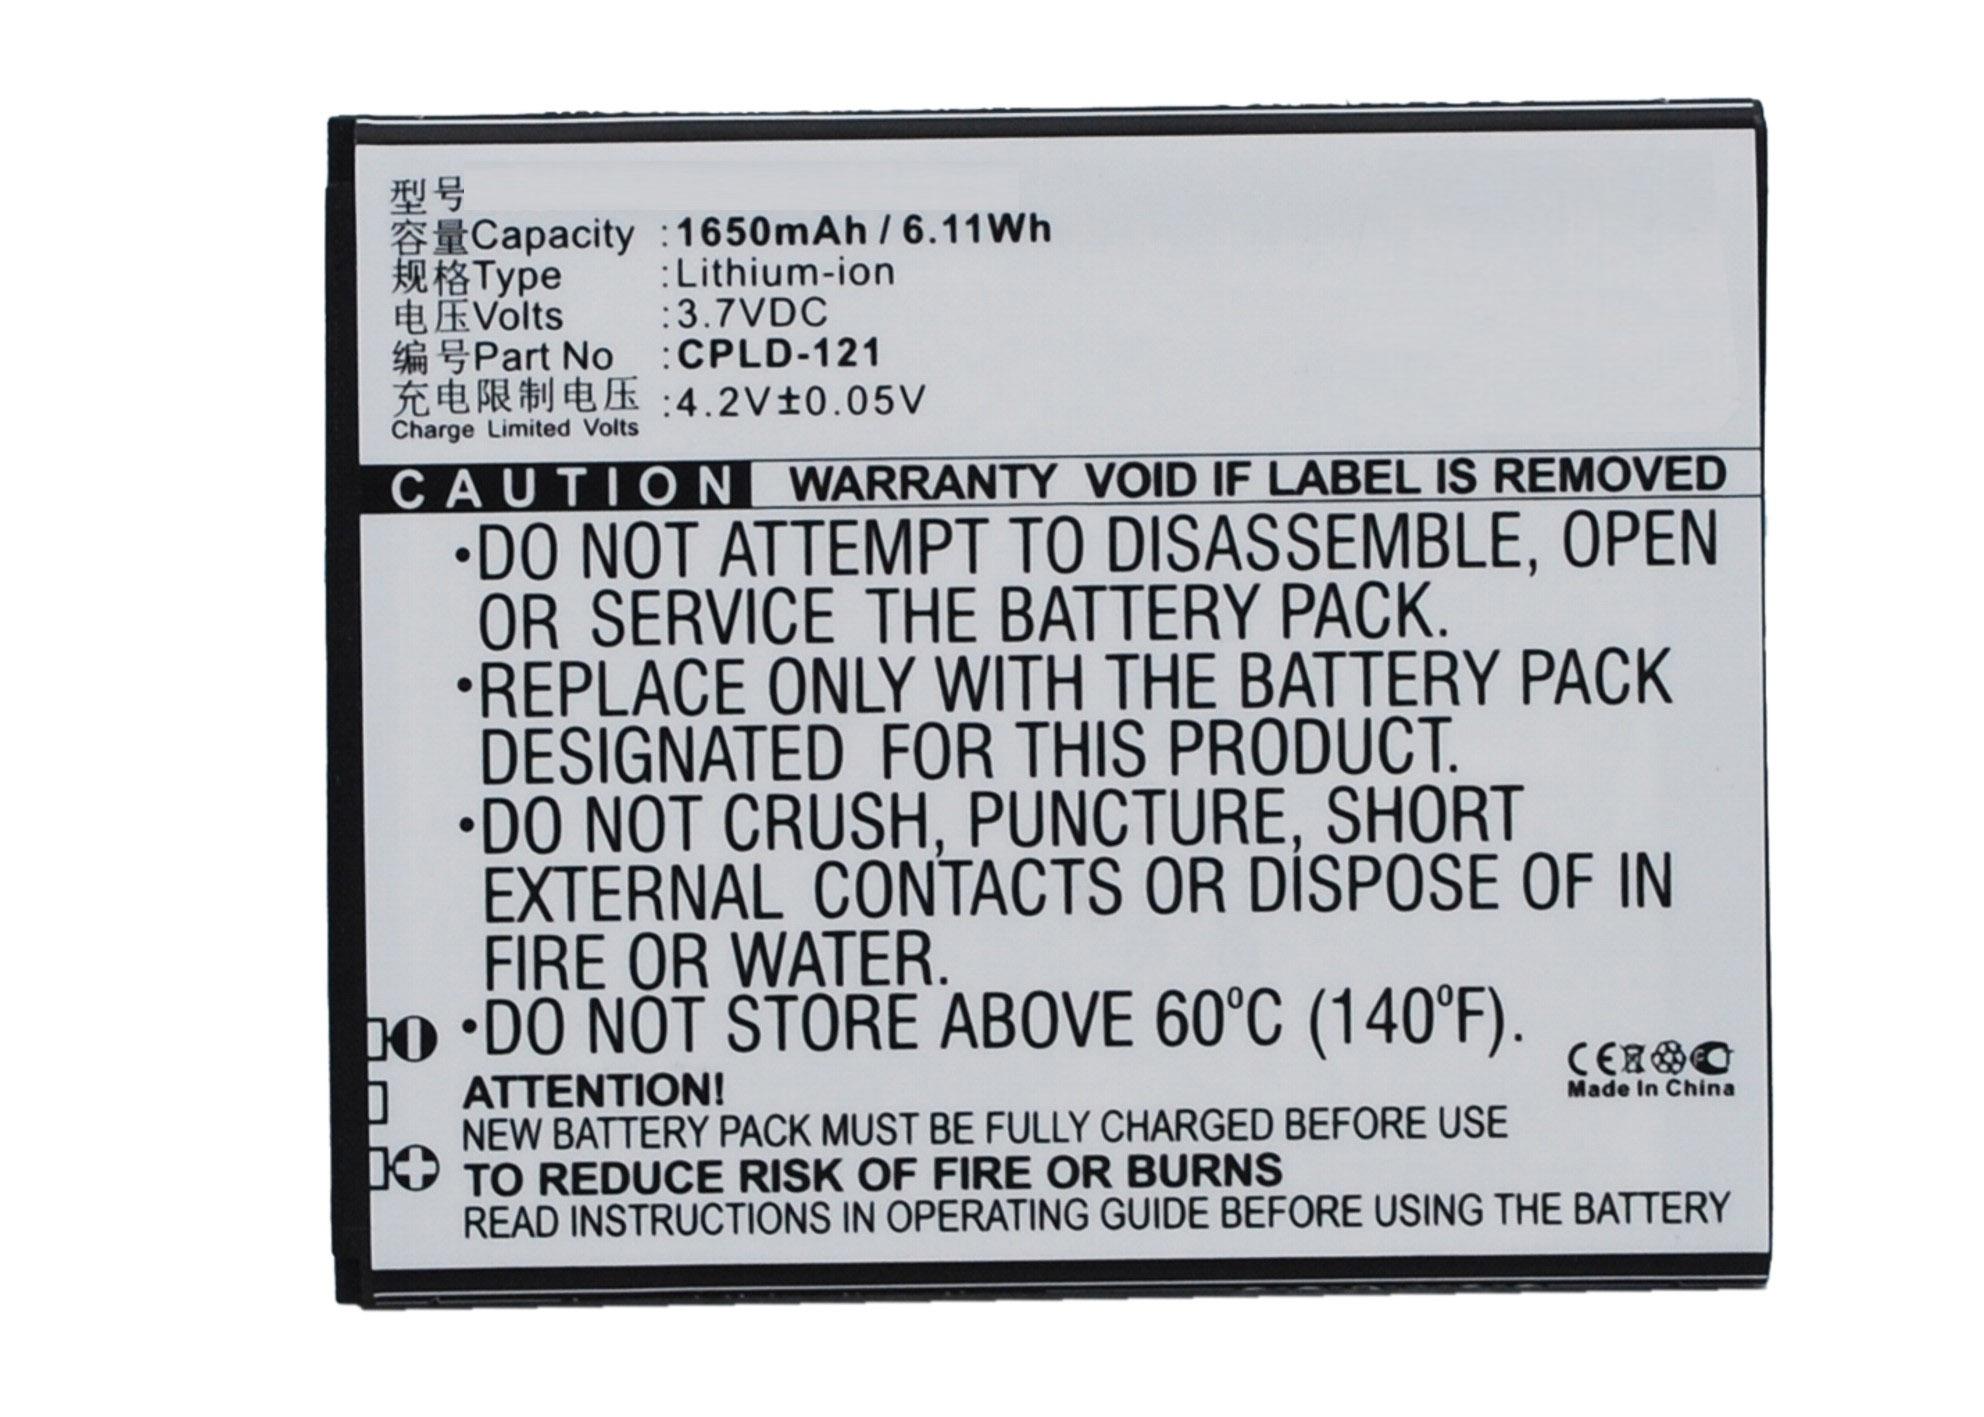 型号
容量Capacity : 1650mAh / 6.11Wh
规格Type : Lithium-ion
电压Volts : 3.7VDC
编号Part No : CPLD-121
充电限制电压 : 4.2V±0.05V
Charge Limited Volts
CAUTION WARRANTY VOID IF LABEL IS REMOVED
•DO NOT ATTEMPT TO DISASSEMBLE, OPEN
OR SERVICE THE BATTERY PACK.
•REPLACE ONLY WITH THE BATTERY PACK
DESIGNATED FOR THIS PRODUCT.
•DO NOT CRUSH, PUNCTURE, SHORT
EXTERNAL CONTACTS OR DISPOSE OF IN
FIRE OR WATER.
•DO NOT STORE ABOVE 60°C (140°F).
CE
Made In China
ATTENTION!
NEW BATTERY PACK MUST BE FULLY CHARGED BEFORE USE
TO REDUCE RISK OF FIRE OR BURNS
READ INSTRUCTIONS IN OPERATING GUIDE BEFORE USING THE BATTERY